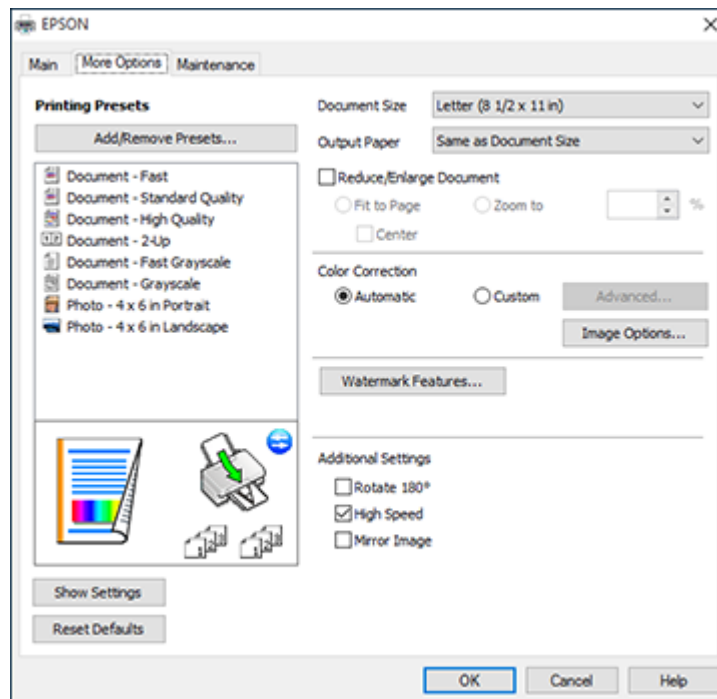 EPSON
Main
More Options
Maintenance
Printing Presets
Add/Remove Presets...
Document - Fast
Document - Standard Quality
Document - High Quality
Document - 2-Up
Document - Fast Grayscale
Document - Grayscale
Photo - 4 x 6 in Portrait
Photo - 4 x 6 in Landscape
Show Settings
Reset Defaults
Document Size
Letter (8 1/2 x 11 in)
Output Paper
Same as Document Size
Reduce/Enlarge Document
Fit to Page
Zoom to
%
Center
Color Correction
Automatic
Custom
Advanced...
Image Options...
Watermark Features...
Additional Settings
Rotate 180°
High Speed
Mirror Image
OK
Cancel
Help